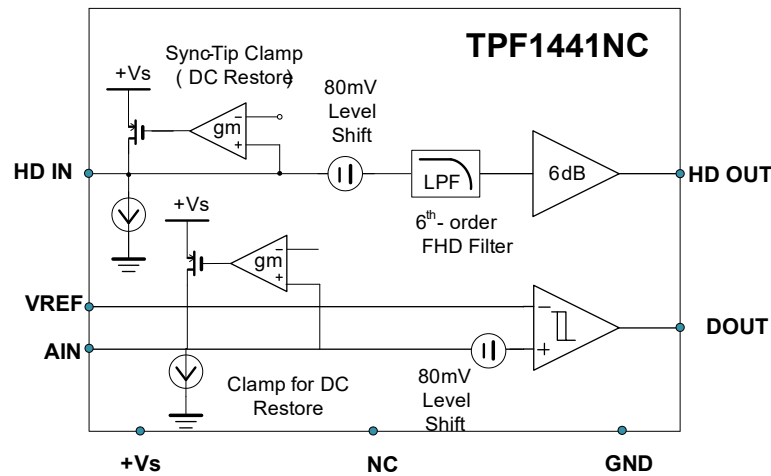 TPF1441NC
Sync-Tip Clamp
( DC Restore)
+Vs
80mV
Level
Shift
gm
−
+
HD IN
LPF
6dB
HD OUT
6th- order
FHD Filter
+Vs
gm
−
+
VREF
−
DOUT
AIN
+
Clamp for DC
Restore
80mV
Level
Shift
+Vs
NC
GND